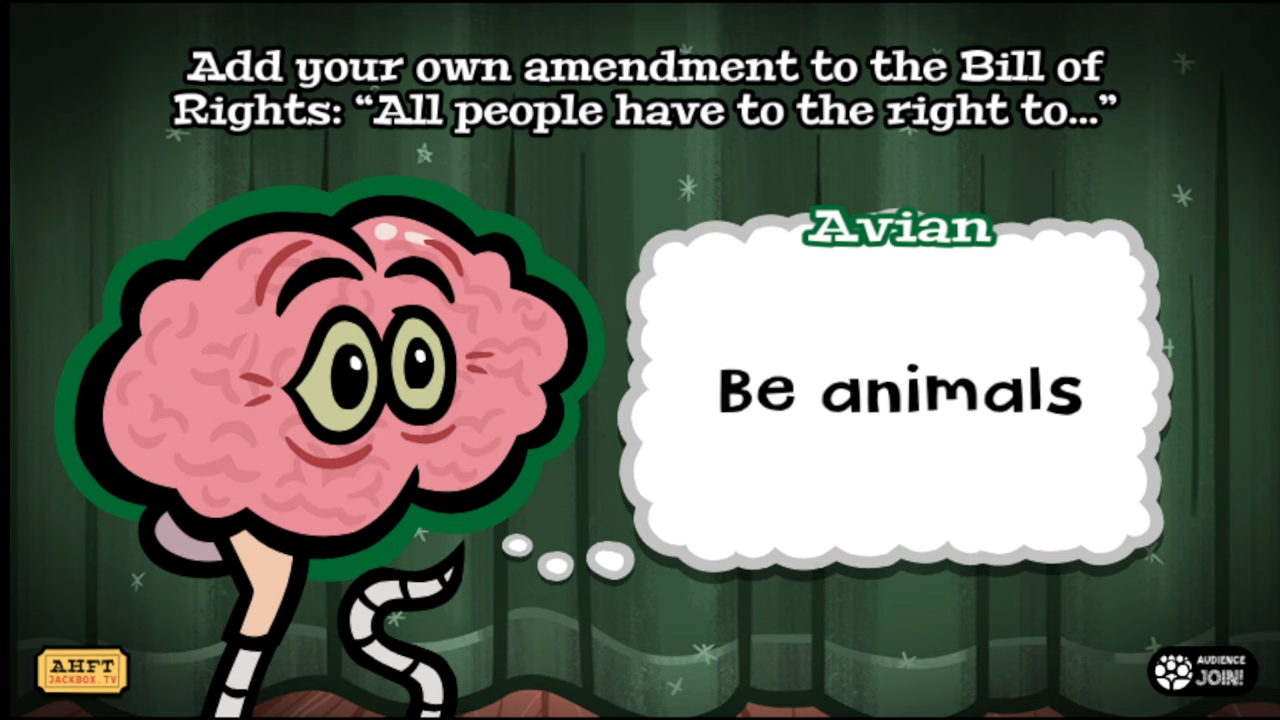 Add your own amendment to the Bill of
Rights: “All people have to the right to...”
Avian
Be animals
AHFT
JACKBOX.TV
AUDIENCE
JOIN!